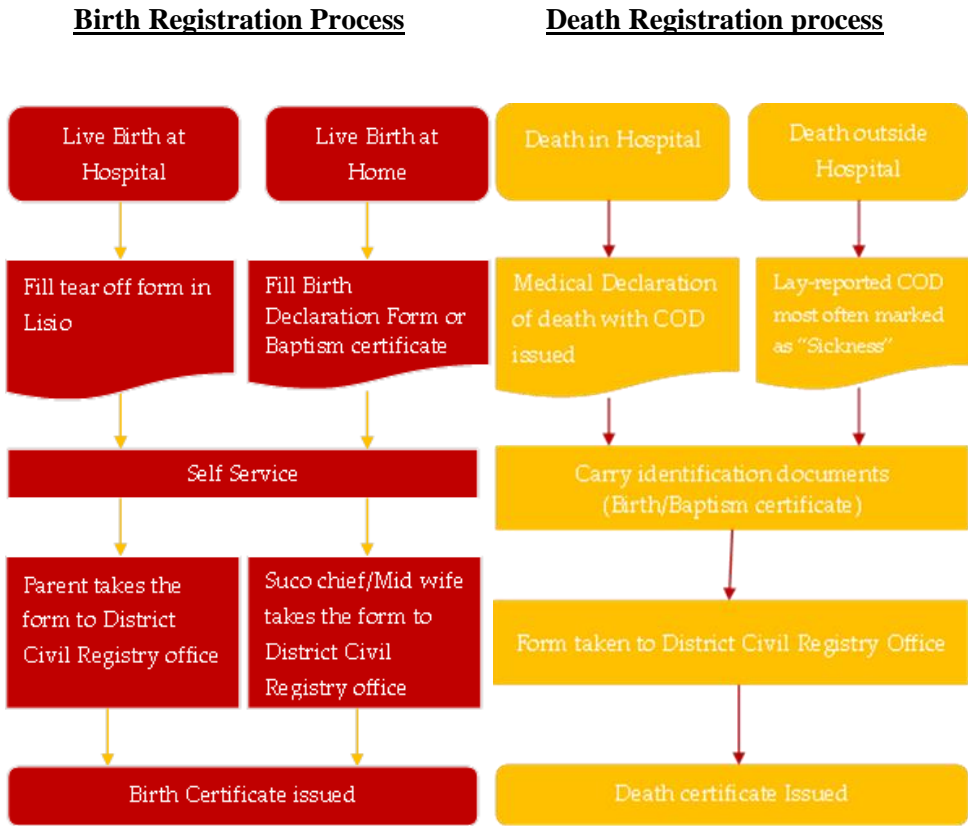 Birth Registration Process
Death Registration process
Live Birth at
Hospital
Live Birth at
Home
Death in Hospital
Death outside
Hospital
Fill tear off form in
Lisio
Fill Birth
Declaration Form or
Baptism certificate
Medical Declaration
of death with COD
issued
Lay-reported COD
most often marked
as "Sickness"
Self Service
Carry identification documents
(Birth/Baptism certificate)
Parent takes the
form to District
Civil Registry office
Suco chief/Mid wife
takes the form to
District Civil
Registry office
Form taken to District Civil Registry Office
Birth Certificate issued
Death certificate Issued